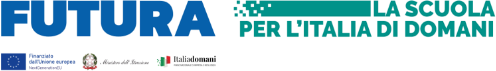 FUTURA
LA SCUOLA
PER L'ITALIA DI DOMANI
Finanziato
dall'Unione europea
NextGenerationEU
Ministero dell'Istruzione
Italiadomani